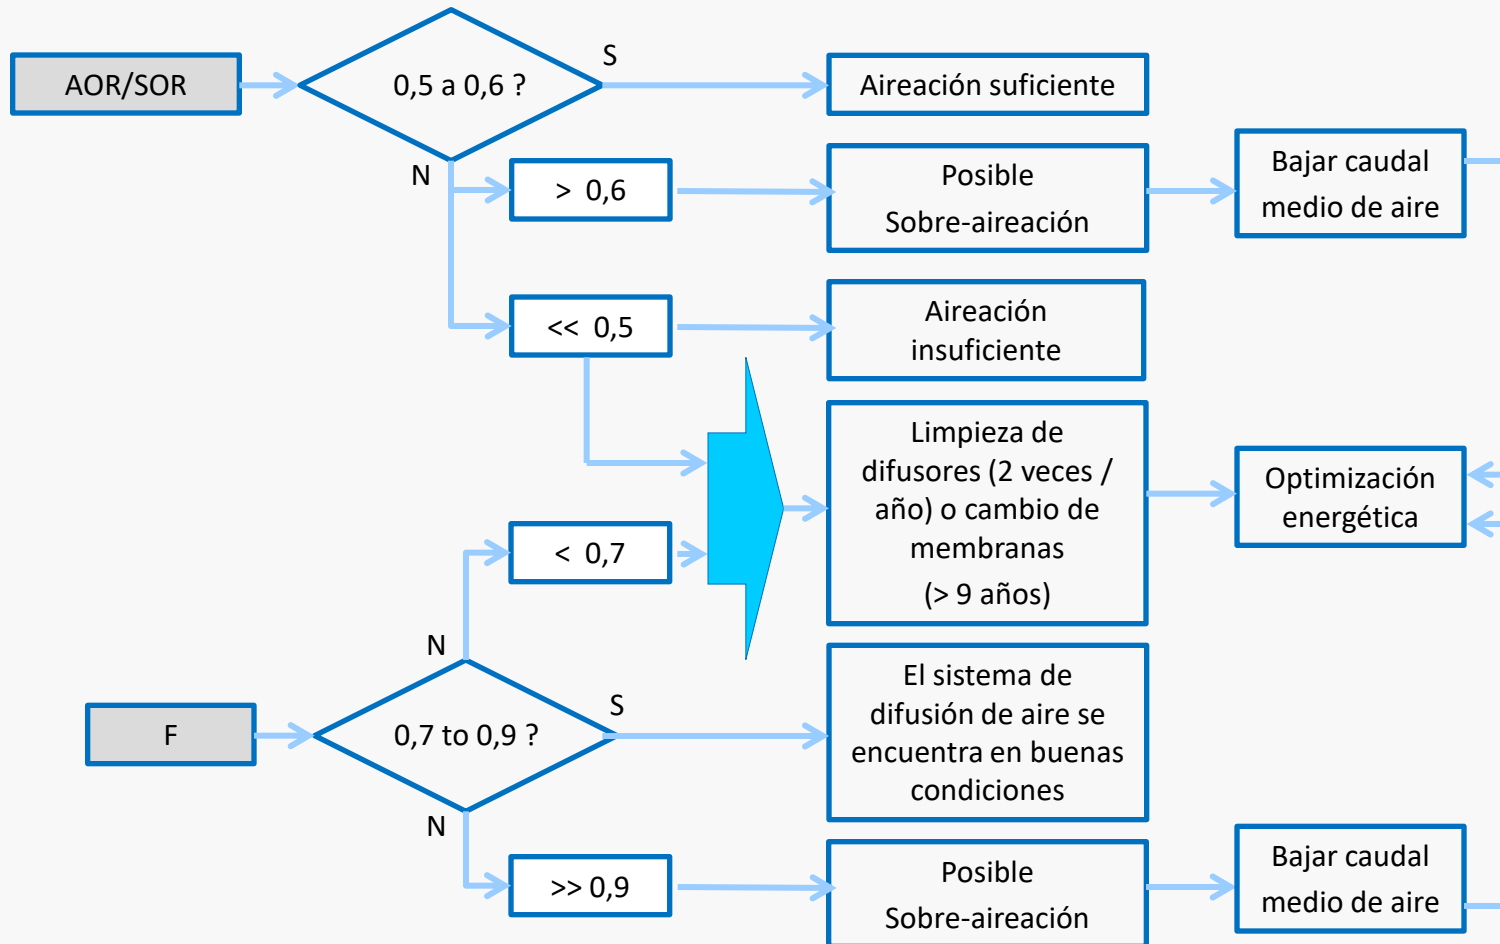 AOR/SOR
0,5 a 0,6 ?
S
Aireación suficiente
N
> 0,6
Posible
Sobre-aireación
Bajar caudal
medio de aire
<< 0,5
Aireación
insuficiente
Limpieza de
difusores (2 veces /
año) o cambio de
membranas
(> 9 años)
Optimización
energética
< 0,7
N
F
0,7 to 0,9 ?
S
El sistema de
difusión de aire se
encuentra en buenas
condiciones
N
>> 0,9
Posible
Sobre-aireación
Bajar caudal
medio de aire